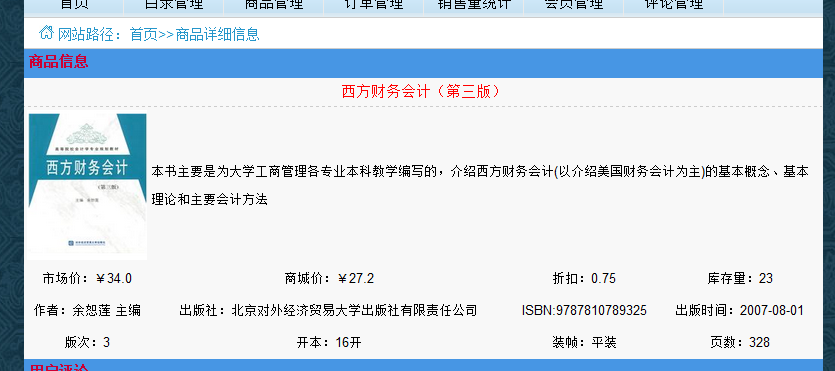 首页 目录管理 商品管理 订单管理 销售量统计 会员管理 评论管理
网站路径：首页>>商品详细信息
商品信息
西方财务会计（第三版）
西方财务会计
（第三版）
本书主要是为大学工商管理各专业本科教学编写的，介绍西方财务会计(以介绍美国财务会计为主)的基本概念、基本
理论和主要会计方法
市场价：￥34.0 商城价：￥27.2 折扣：0.75 库存量：23
作者：余恕莲 主编 出版社：北京对外经济贸易大学出版社有限责任公司 ISBN:9787810789325 出版时间：2007-08-01
版次：3 开本：16开 装帧：平装 页数：328
用户评论